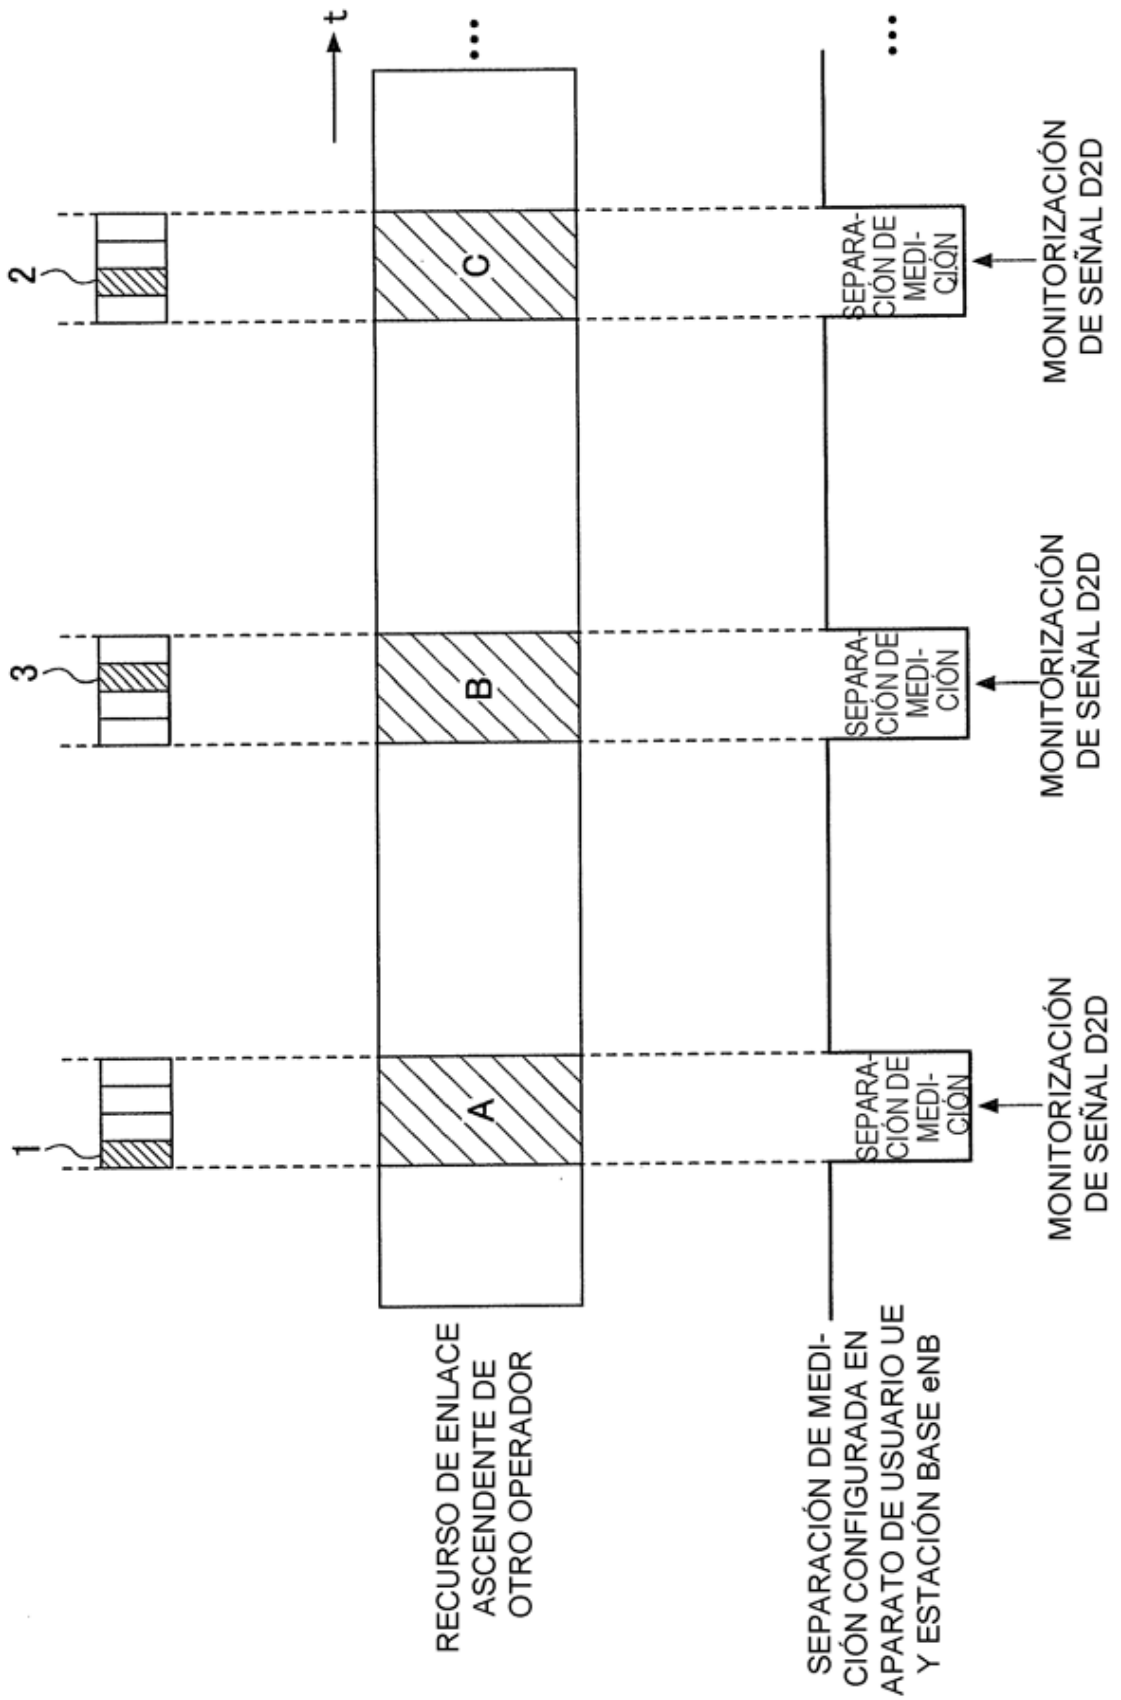 1
3
2
t
RECURSO DE ENLACE
ASCENDENTE DE
OTRO OPERADOR
A
B
C
...
SEPARACIÓN DE MEDI-
CIÓN CONFIGURADA EN
APARATO DE USUARIO UE
Y ESTACIÓN BASE eNB
SEPARA-
CIÓN DE
MEDI-
CIÓN
SEPARA-
CIÓN DE
MEDI-
CIÓN
SEPARA-
CIÓN DE
MEDI-
CIÓN
...
MONITORIZACIÓN
DE SEÑAL D2D
MONITORIZACIÓN
DE SEÑAL D2D
MONITORIZACIÓN
DE SEÑAL D2D